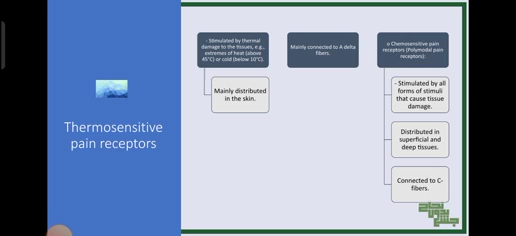 Thermosensitive
pain receptors
- Stimulated by thermal
damage to the tissues, e.g.,
extremes of heat (above
45°C) or cold (below 10°C).
Mainly distributed
in the skin.
Mainly connected to A delta
fibers.
o Chemosensitive pain
receptors (Polymodal pain
receptors):
- Stimulated by all
forms of stimuli
that cause tissue
damage.
Distributed in
superficial and
deep tissues.
Connected to C-
fibers.